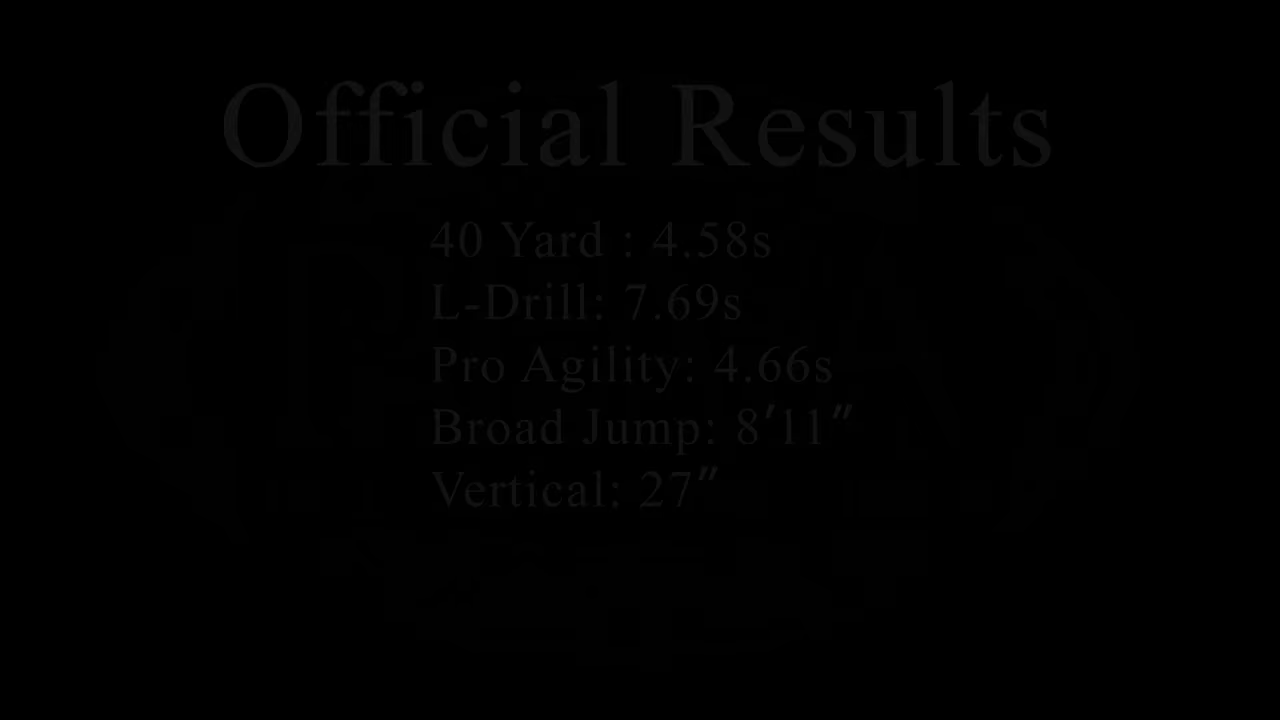 Official Results
40 Yard : 4.58s
L-Drill: 7.69s
Pro Agility: 4.66s
Broad Jump: 8′11″
Vertical: 27″